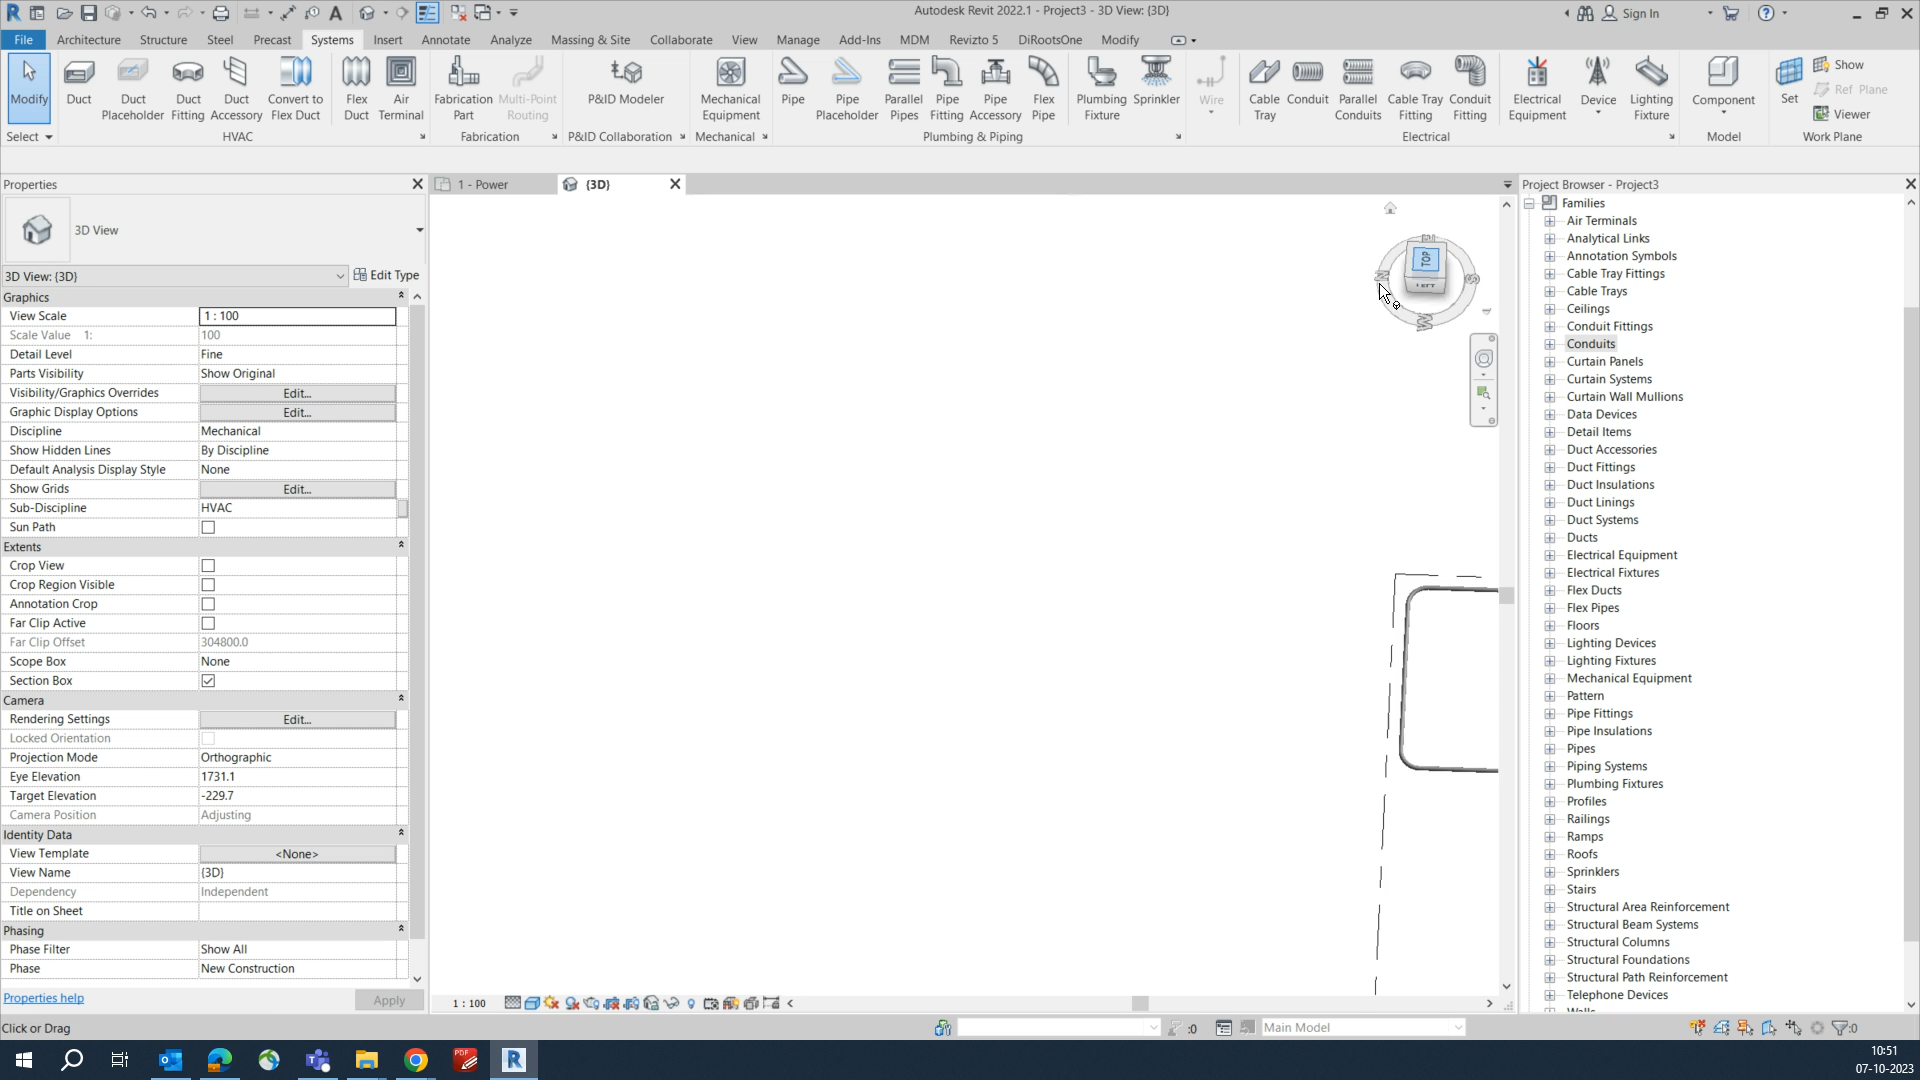 Autodesk Revit 2022.1 - Project3 - 3D View: {3D}
Sign In
File Architecture Structure Steel Precast Systems Insert Annotate Analyze Massing & Site Collaborate View Manage Add-Ins MDM Revizto 5 DiRootsOne Modify
Modify
Duct
Duct Placeholder
Duct Fitting
Duct Accessory
Convert to Flex Duct
Flex Duct
Air Terminal
Fabrication Part
Multi-Point Routing
P&ID Modeler
Mechanical Equipment
Pipe
Pipe Placeholder
Parallel Pipes
Pipe Fitting
Pipe Accessory
Flex Pipe
Plumbing Fixture
Sprinkler
Wire
Cable Tray
Conduit
Parallel Conduits
Cable Tray Fitting
Conduit Fitting
Electrical Equipment
Device
Lighting Fixture
Component
Set
Show
Ref Plane
Viewer
Select HVAC Fabrication P&ID Collaboration Mechanical Plumbing & Piping Electrical Model Work Plane
Properties
3D View
3D View: {3D} Edit Type
Graphics
View Scale 1 : 100
Scale Value 1: 100
Detail Level Fine
Parts Visibility Show Original
Visibility/Graphics Overrides Edit...
Graphic Display Options Edit...
Discipline Mechanical
Show Hidden Lines By Discipline
Default Analysis Display Style None
Show Grids Edit...
Sub-Discipline HVAC
Sun Path
Extents
Crop View
Crop Region Visible
Annotation Crop
Far Clip Active
Far Clip Offset 304800.0
Scope Box None
Section Box
Camera
Rendering Settings Edit...
Locked Orientation
Projection Mode Orthographic
Eye Elevation 1731.1
Target Elevation -229.7
Camera Position Adjusting
Identity Data
View Template <None>
View Name {3D}
Dependency Independent
Title on Sheet
Phasing
Phase Filter Show All
Phase New Construction
Properties help Apply
1 - Power {3D}
TOP
LEFT
N
S
W
E
1 : 100
Project Browser - Project3
Families
Air Terminals
Analytical Links
Annotation Symbols
Cable Tray Fittings
Cable Trays
Ceilings
Conduit Fittings
Conduits
Curtain Panels
Curtain Systems
Curtain Wall Mullions
Data Devices
Detail Items
Duct Accessories
Duct Fittings
Duct Insulations
Duct Linings
Duct Systems
Ducts
Electrical Equipment
Electrical Fixtures
Flex Ducts
Flex Pipes
Floors
Lighting Devices
Lighting Fixtures
Mechanical Equipment
Pattern
Pipe Fittings
Pipe Insulations
Pipes
Piping Systems
Plumbing Fixtures
Profiles
Railings
Ramps
Roofs
Sprinklers
Stairs
Structural Area Reinforcement
Structural Beam Systems
Structural Columns
Structural Foundations
Structural Path Reinforcement
Telephone Devices
Walls
Click or Drag
:0
Main Model
:0
PDF
R
10:51
07-10-2023